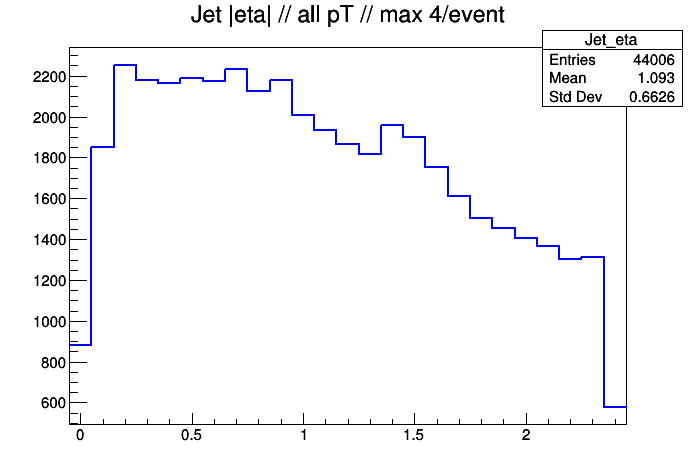 Jet |eta| // all pT // max 4/event
Jet_eta
Entries 44006
Mean 1.093
Std Dev 0.6626
2200
2000
1800
1600
1400
1200
1000
800
600
0 0.5 1 1.5 2